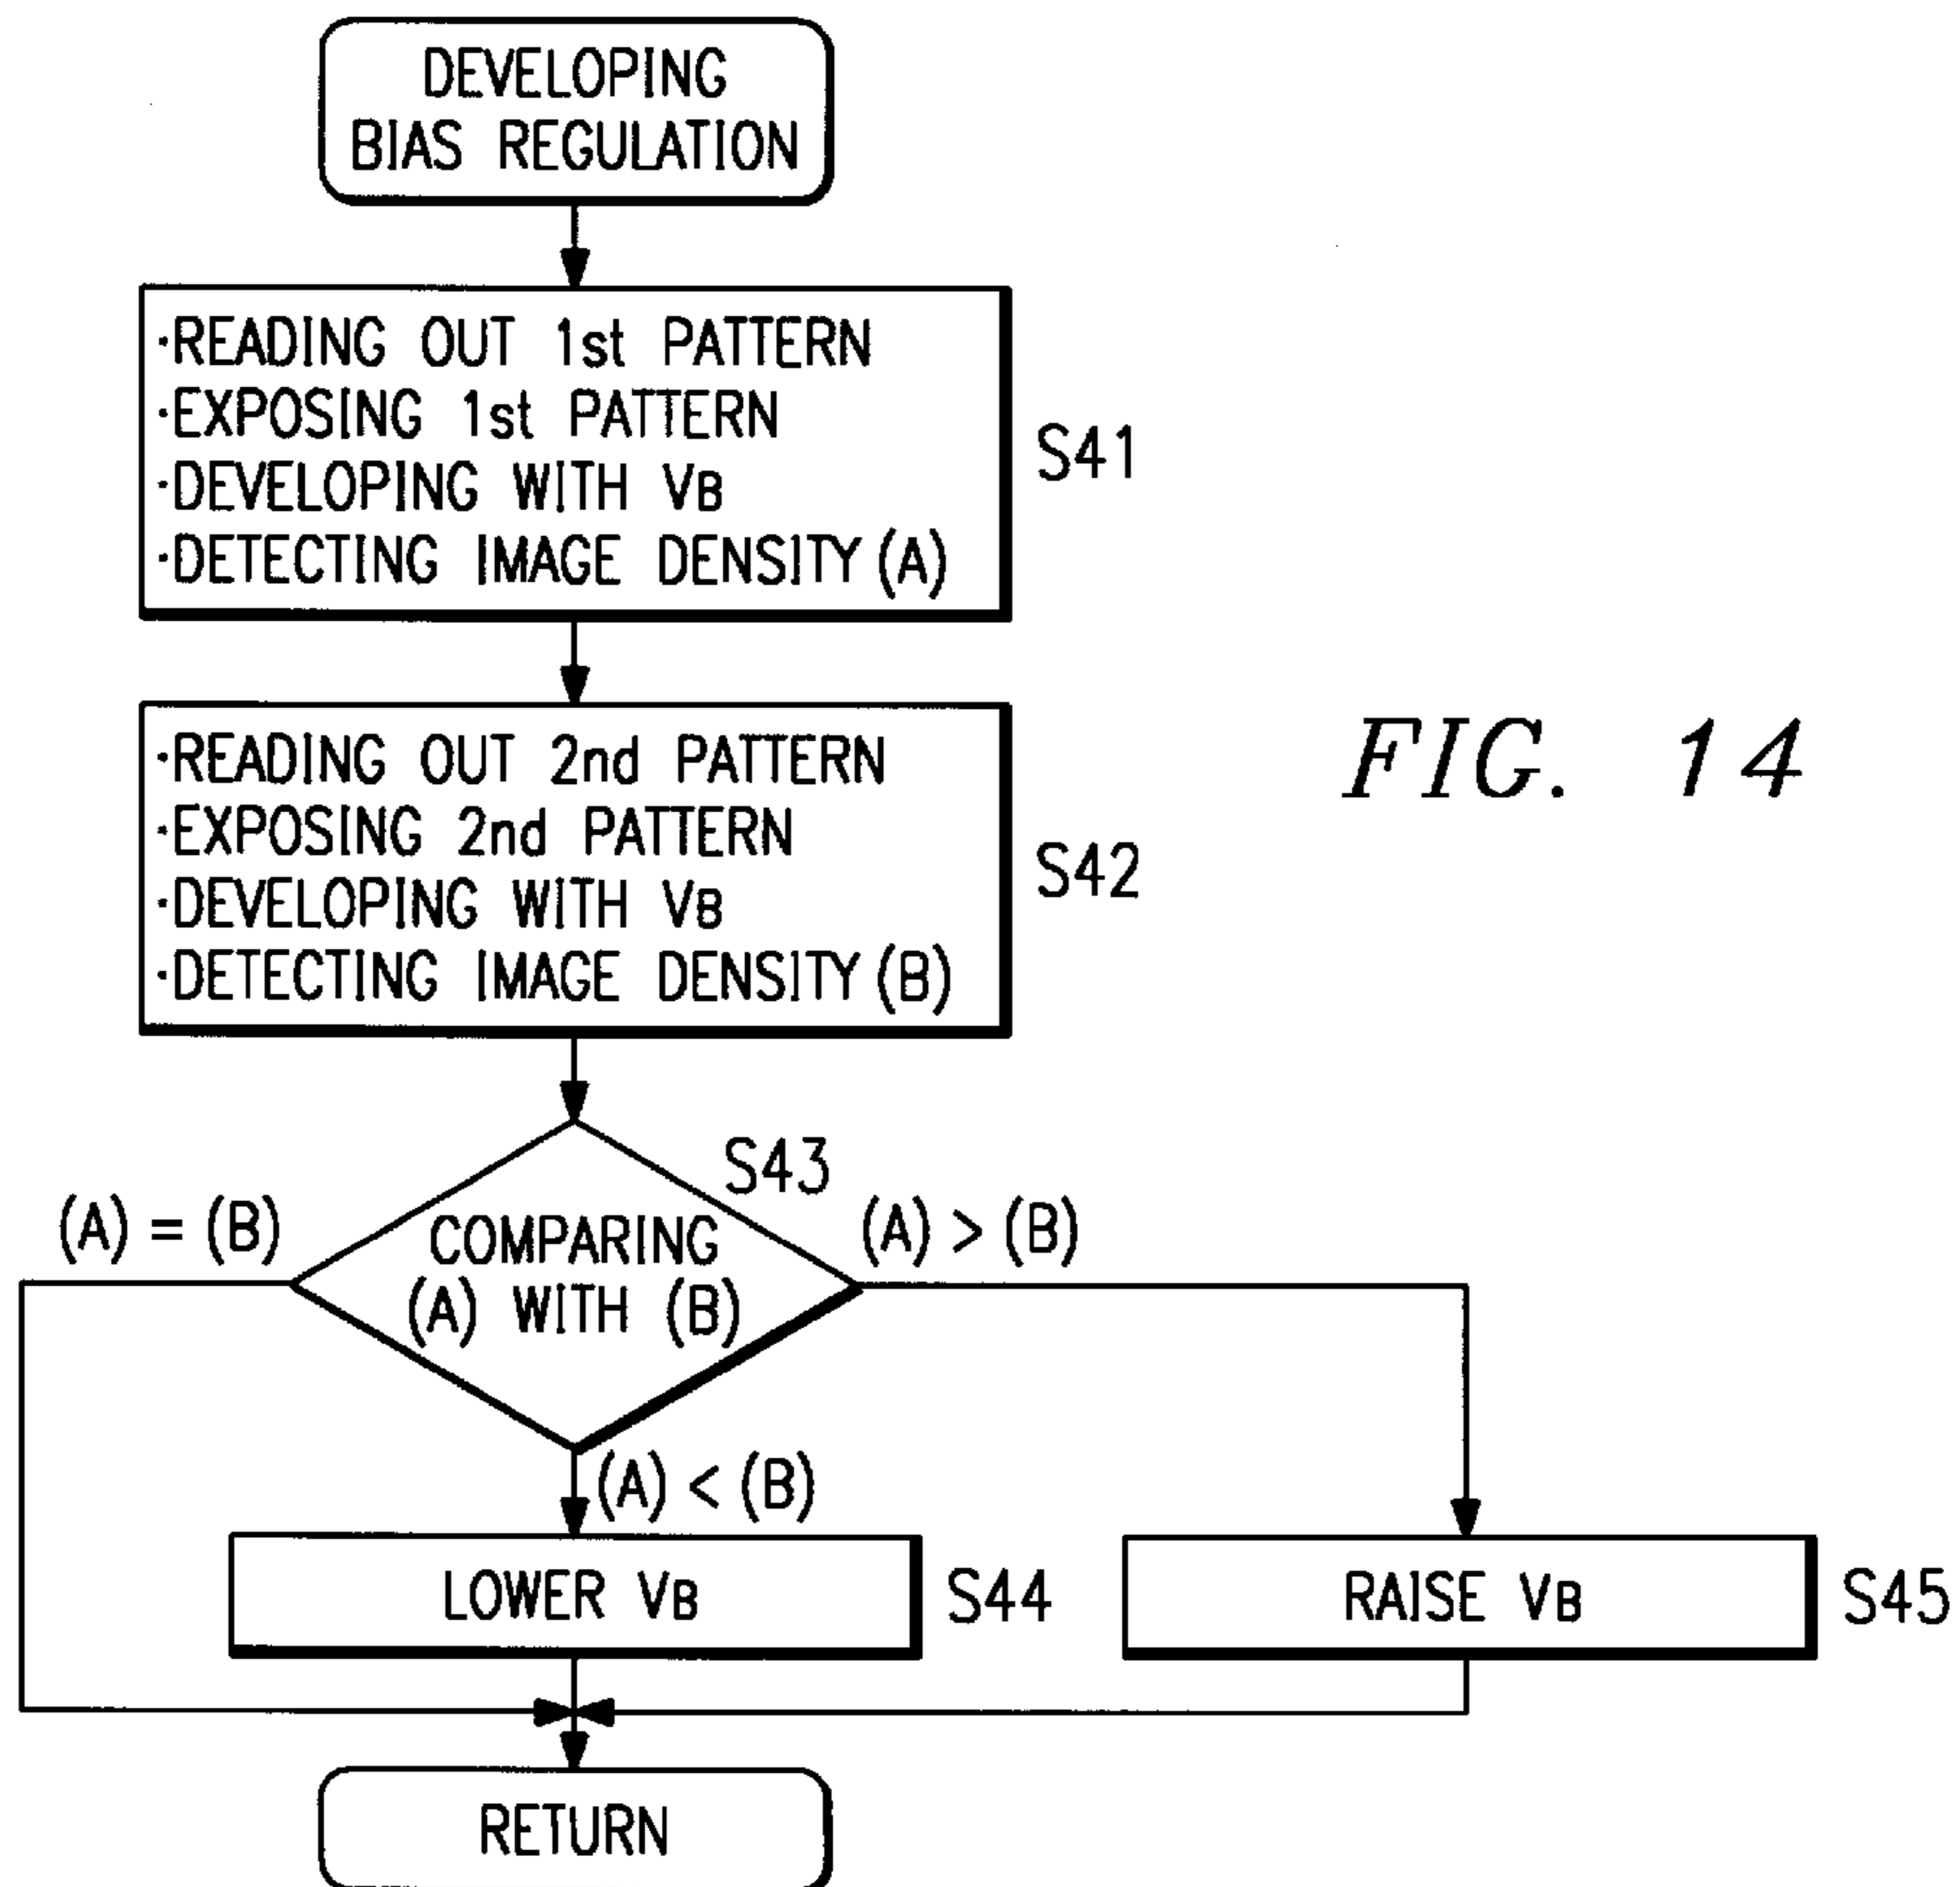 DEVELOPING
BIAS REGULATION
·READING OUT 1st PATTERN
·EXPOSING 1st PATTERN
·DEVELOPING WITH VB
·DETECTING IMAGE DENSITY (A)
S41
·READING OUT 2nd PATTERN
·EXPOSING 2nd PATTERN
·DEVELOPING WITH VB
·DETECTING IMAGE DENSITY (B)
S42
FIG. 14
S43
COMPARING
(A) WITH (B)
(A) = (B)
(A) > (B)
(A) < (B)
LOWER VB
S44
RAISE VB
S45
RETURN